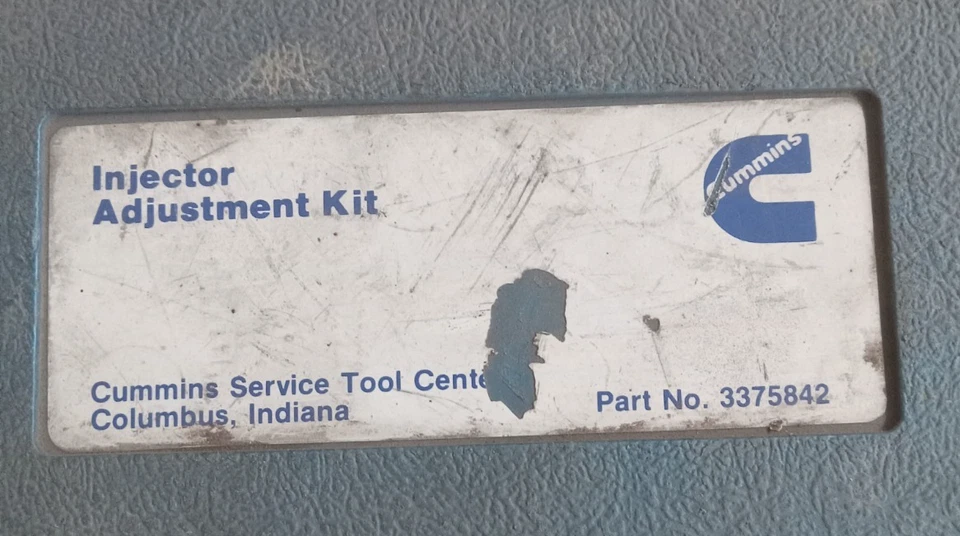 Injector
Adjustment Kit
Cummins
Cummins Service Tool Cente
Columbus, Indiana
Part No. 3375842